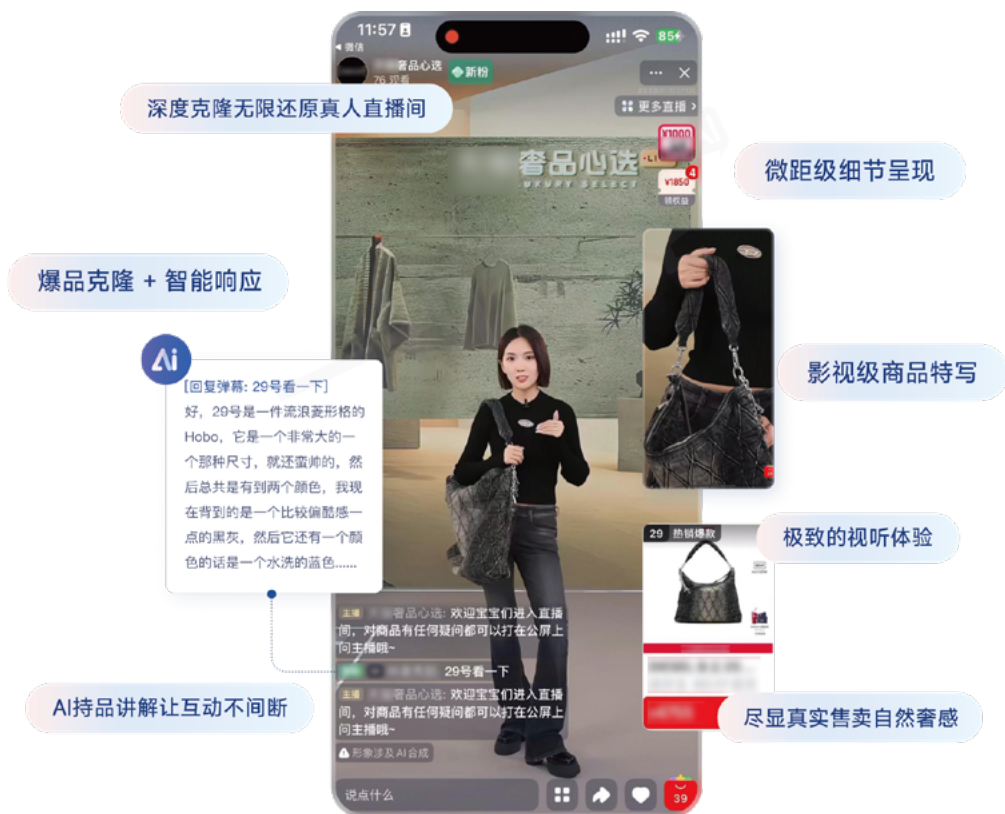 11:57
85
微信
奢品心选
76 观看
新粉
更多直播
深度克隆无限还原真人直播间
¥1000
奢品心选
LUXURY SELECT
·LI
4
¥1850
领权益
微距级细节呈现
爆品克隆 + 智能响应
影视级商品特写
Ai
[回复弹幕: 29号看一下]
好，29号是一件流浪菱形格的
Hobo，它是一个非常大的一
个那种尺寸，就还蛮帅的，然
后总共是有到两个颜色，我现
在背到的是一个比较偏酷感一
点的黑灰，然后它还有一个颜
色的话是一个水洗的蓝色......
29 热销爆款
极致的视听体验
主播 奢品心选: 欢迎宝宝们进入直播
间，对商品有任何疑问都可以打在公屏上
问主播哦~
29号看一下
主播 奢品心选: 欢迎宝宝们进入直播
间，对商品有任何疑问都可以打在公屏上
问主播哦~
AI持品讲解让互动不间断
尽显真实售卖自然奢感
形象涉及AI合成
说点什么
39